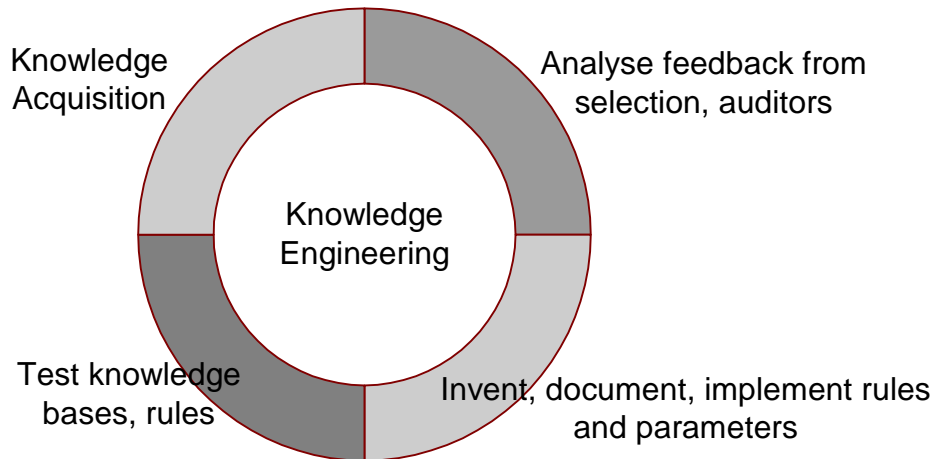 Knowledge
Acquisition
Analyse feedback from
selection, auditors
Knowledge
Engineering
Test knowledge
bases, rules
Invent, document, implement rules
and parameters